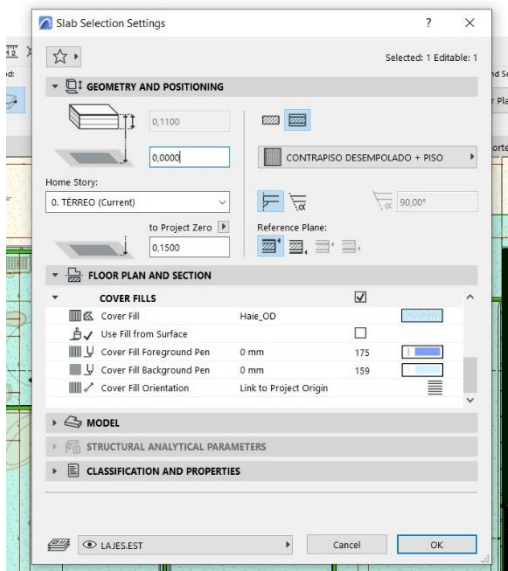 Slab Selection Settings ? ×
Selected: 1 Editable: 1
GEOMETRY AND POSITIONING
0,1100
0,0000
CONTRAPISO DESEMPOLADO + PISO
Home Story:
0. TÉRREO (Current)
α
α 90,00°
to Project Zero
Reference Plane:
0,1500
FLOOR PLAN AND SECTION
COVER FILLS
Cover Fill Haie_OD
Use Fill from Surface
Cover Fill Foreground Pen 0 mm 175
Cover Fill Background Pen 0 mm 159
Cover Fill Orientation Link to Project Origin
MODEL
STRUCTURAL ANALYTICAL PARAMETERS
CLASSIFICATION AND PROPERTIES
LAJES.EST
Cancel
OK